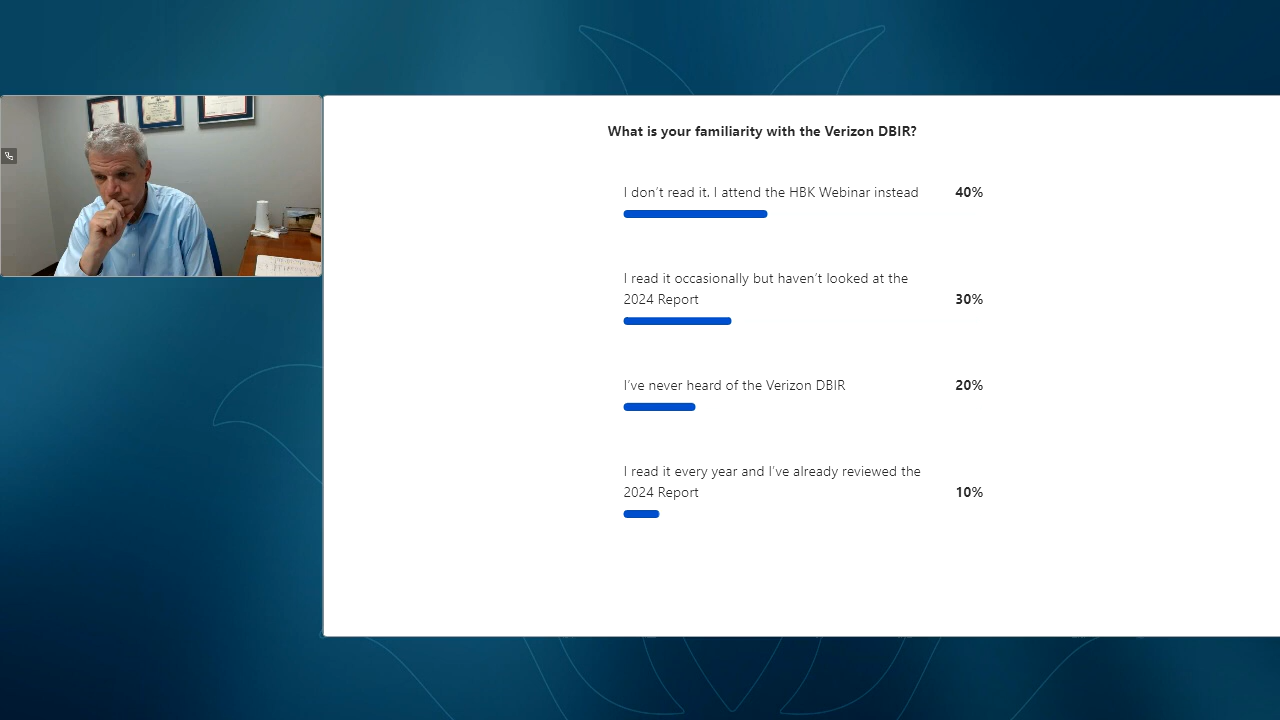 What is your familiarity with the Verizon DBIR?
I don’t read it. I attend the HBK Webinar instead 40%
I read it occasionally but haven’t looked at the
2024 Report 30%
I’ve never heard of the Verizon DBIR 20%
I read it every year and I’ve already reviewed the
2024 Report 10%